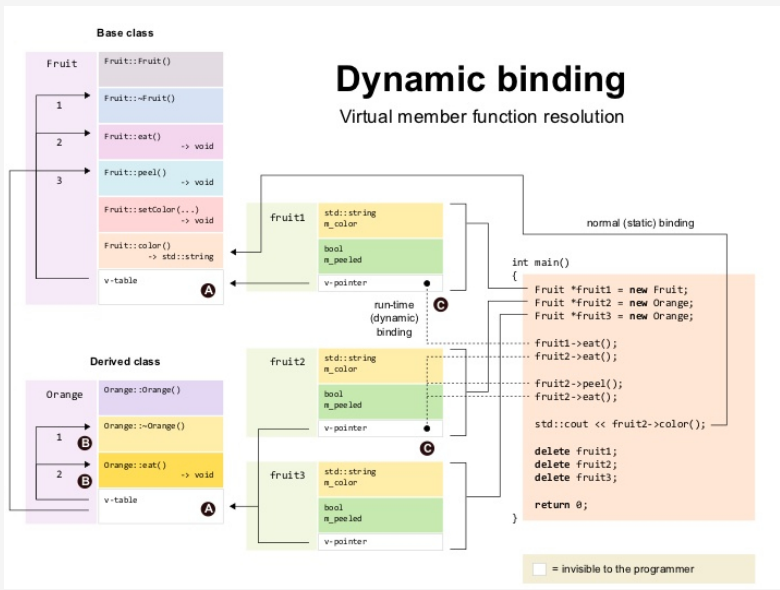 Dynamic binding
Virtual member function resolution
Base class
Fruit
Fruit::Fruit()
1
Fruit::~Fruit()
2
Fruit::eat()
-> void
3
Fruit::peel()
-> void
Fruit::setColor(...)
-> void
Fruit::color()
-> std::string
v-table
A
Derived class
Orange
Orange::Orange()
1
B
Orange::~Orange()
2
B
Orange::eat()
-> void
v-table
A
fruit1
std::string
m_color
bool
m_peeled
v-pointer
C
run-time
(dynamic)
binding
fruit2
std::string
m_color
bool
m_peeled
v-pointer
C
fruit3
std::string
m_color
bool
m_peeled
v-pointer
normal (static) binding
int main()
{
Fruit *fruit1 = new Fruit;
Fruit *fruit2 = new Orange;
Fruit *fruit3 = new Orange;
fruit1->eat();
fruit2->eat();
fruit2->peel();
fruit2->eat();
std::cout << fruit2->color();
delete fruit1;
delete fruit2;
delete fruit3;
return 0;
}
= invisible to the programmer